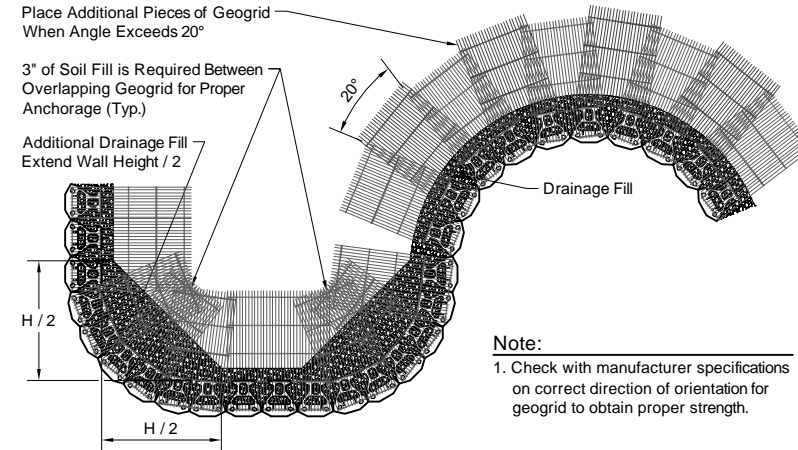 Place Additional Pieces of Geogrid
When Angle Exceeds 20°
3" of Soil Fill is Required Between
Overlapping Geogrid for Proper
Anchorage (Typ.)
Additional Drainage Fill
Extend Wall Height / 2
20°
Drainage Fill
H / 2
H / 2
Note:
1. Check with manufacturer specifications
on correct direction of orientation for
geogrid to obtain proper strength.